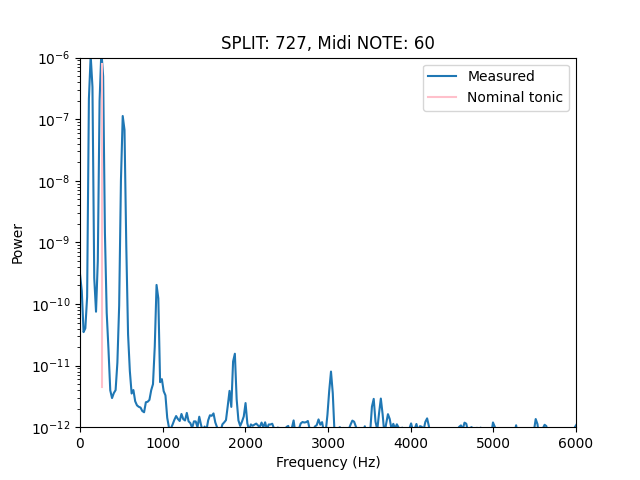 SPLIT: 727, Midi NOTE: 60
Measured
Nominal tonic
Power
10⁻⁶
10⁻⁷
10⁻⁸
10⁻⁹
10⁻¹⁰
10⁻¹¹
10⁻¹²
0 1000 2000 3000 4000 5000 6000
Frequency (Hz)